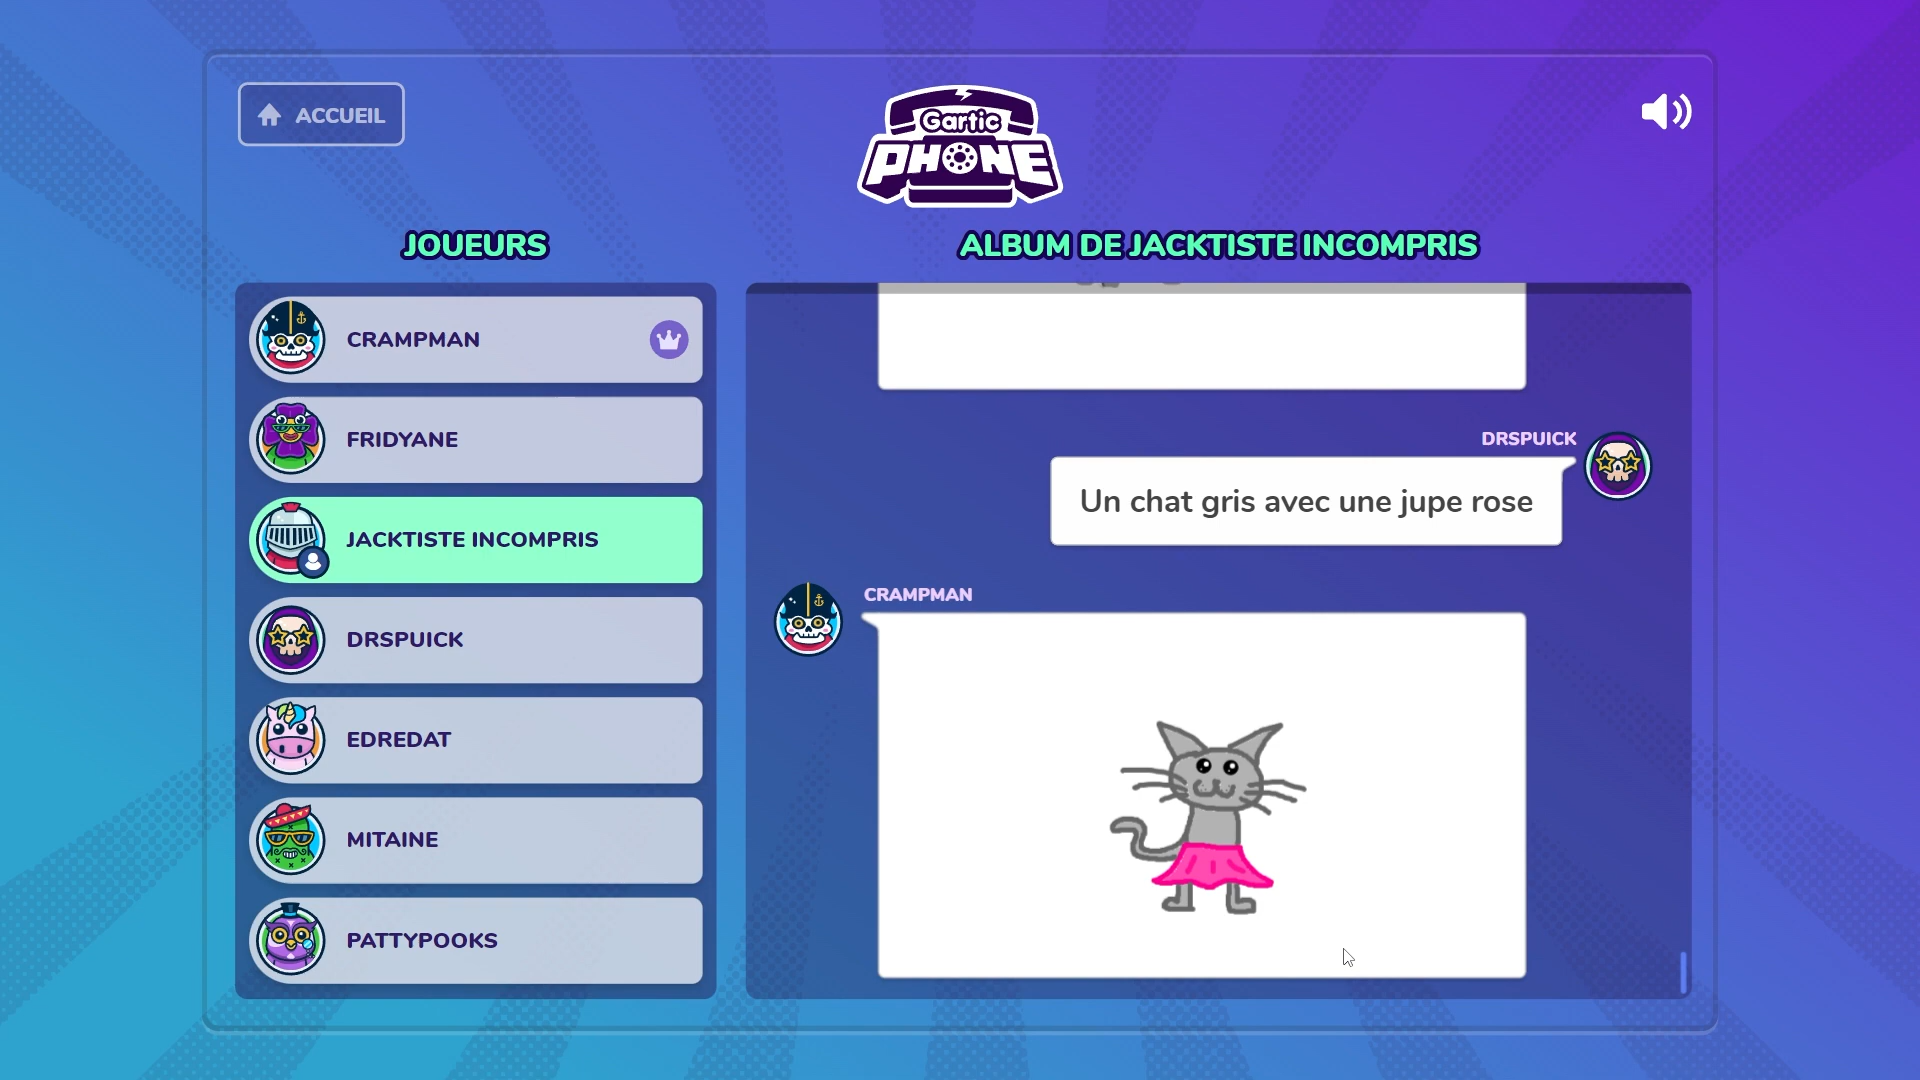 ACCUEIL
Gartic
PHONE
JOUEURS
ALBUM DE JACKTISTE INCOMPRIS
CRAMPMAN
FRIDYANE
JACKTISTE INCOMPRIS
DRSPUICK
EDREDAT
MITAINE
PATTYPOOKS
DRSPUICK
Un chat gris avec une jupe rose
CRAMPMAN